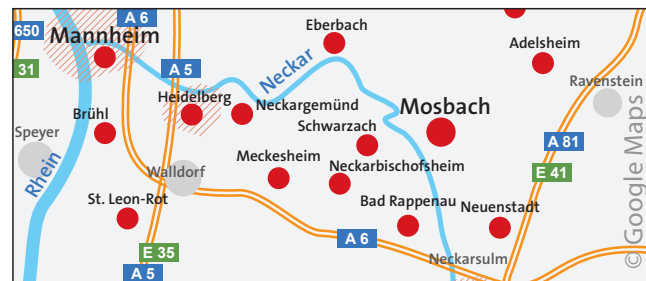 A 6
Eberbach
650
Mannheim
Adelsheim
31
A 5
Neckar
Ravenstein
Heidelberg
Neckargemünd
Mosbach
Brühl
Schwarzach
Speyer
A 81
Meckesheim
Neckarbischofsheim
Walldorf
E 41
Rhein
St. Leon-Rot
Bad Rappenau
Neuenstadt
A 6
E 35
Neckarsulm
A 5
© Google Maps